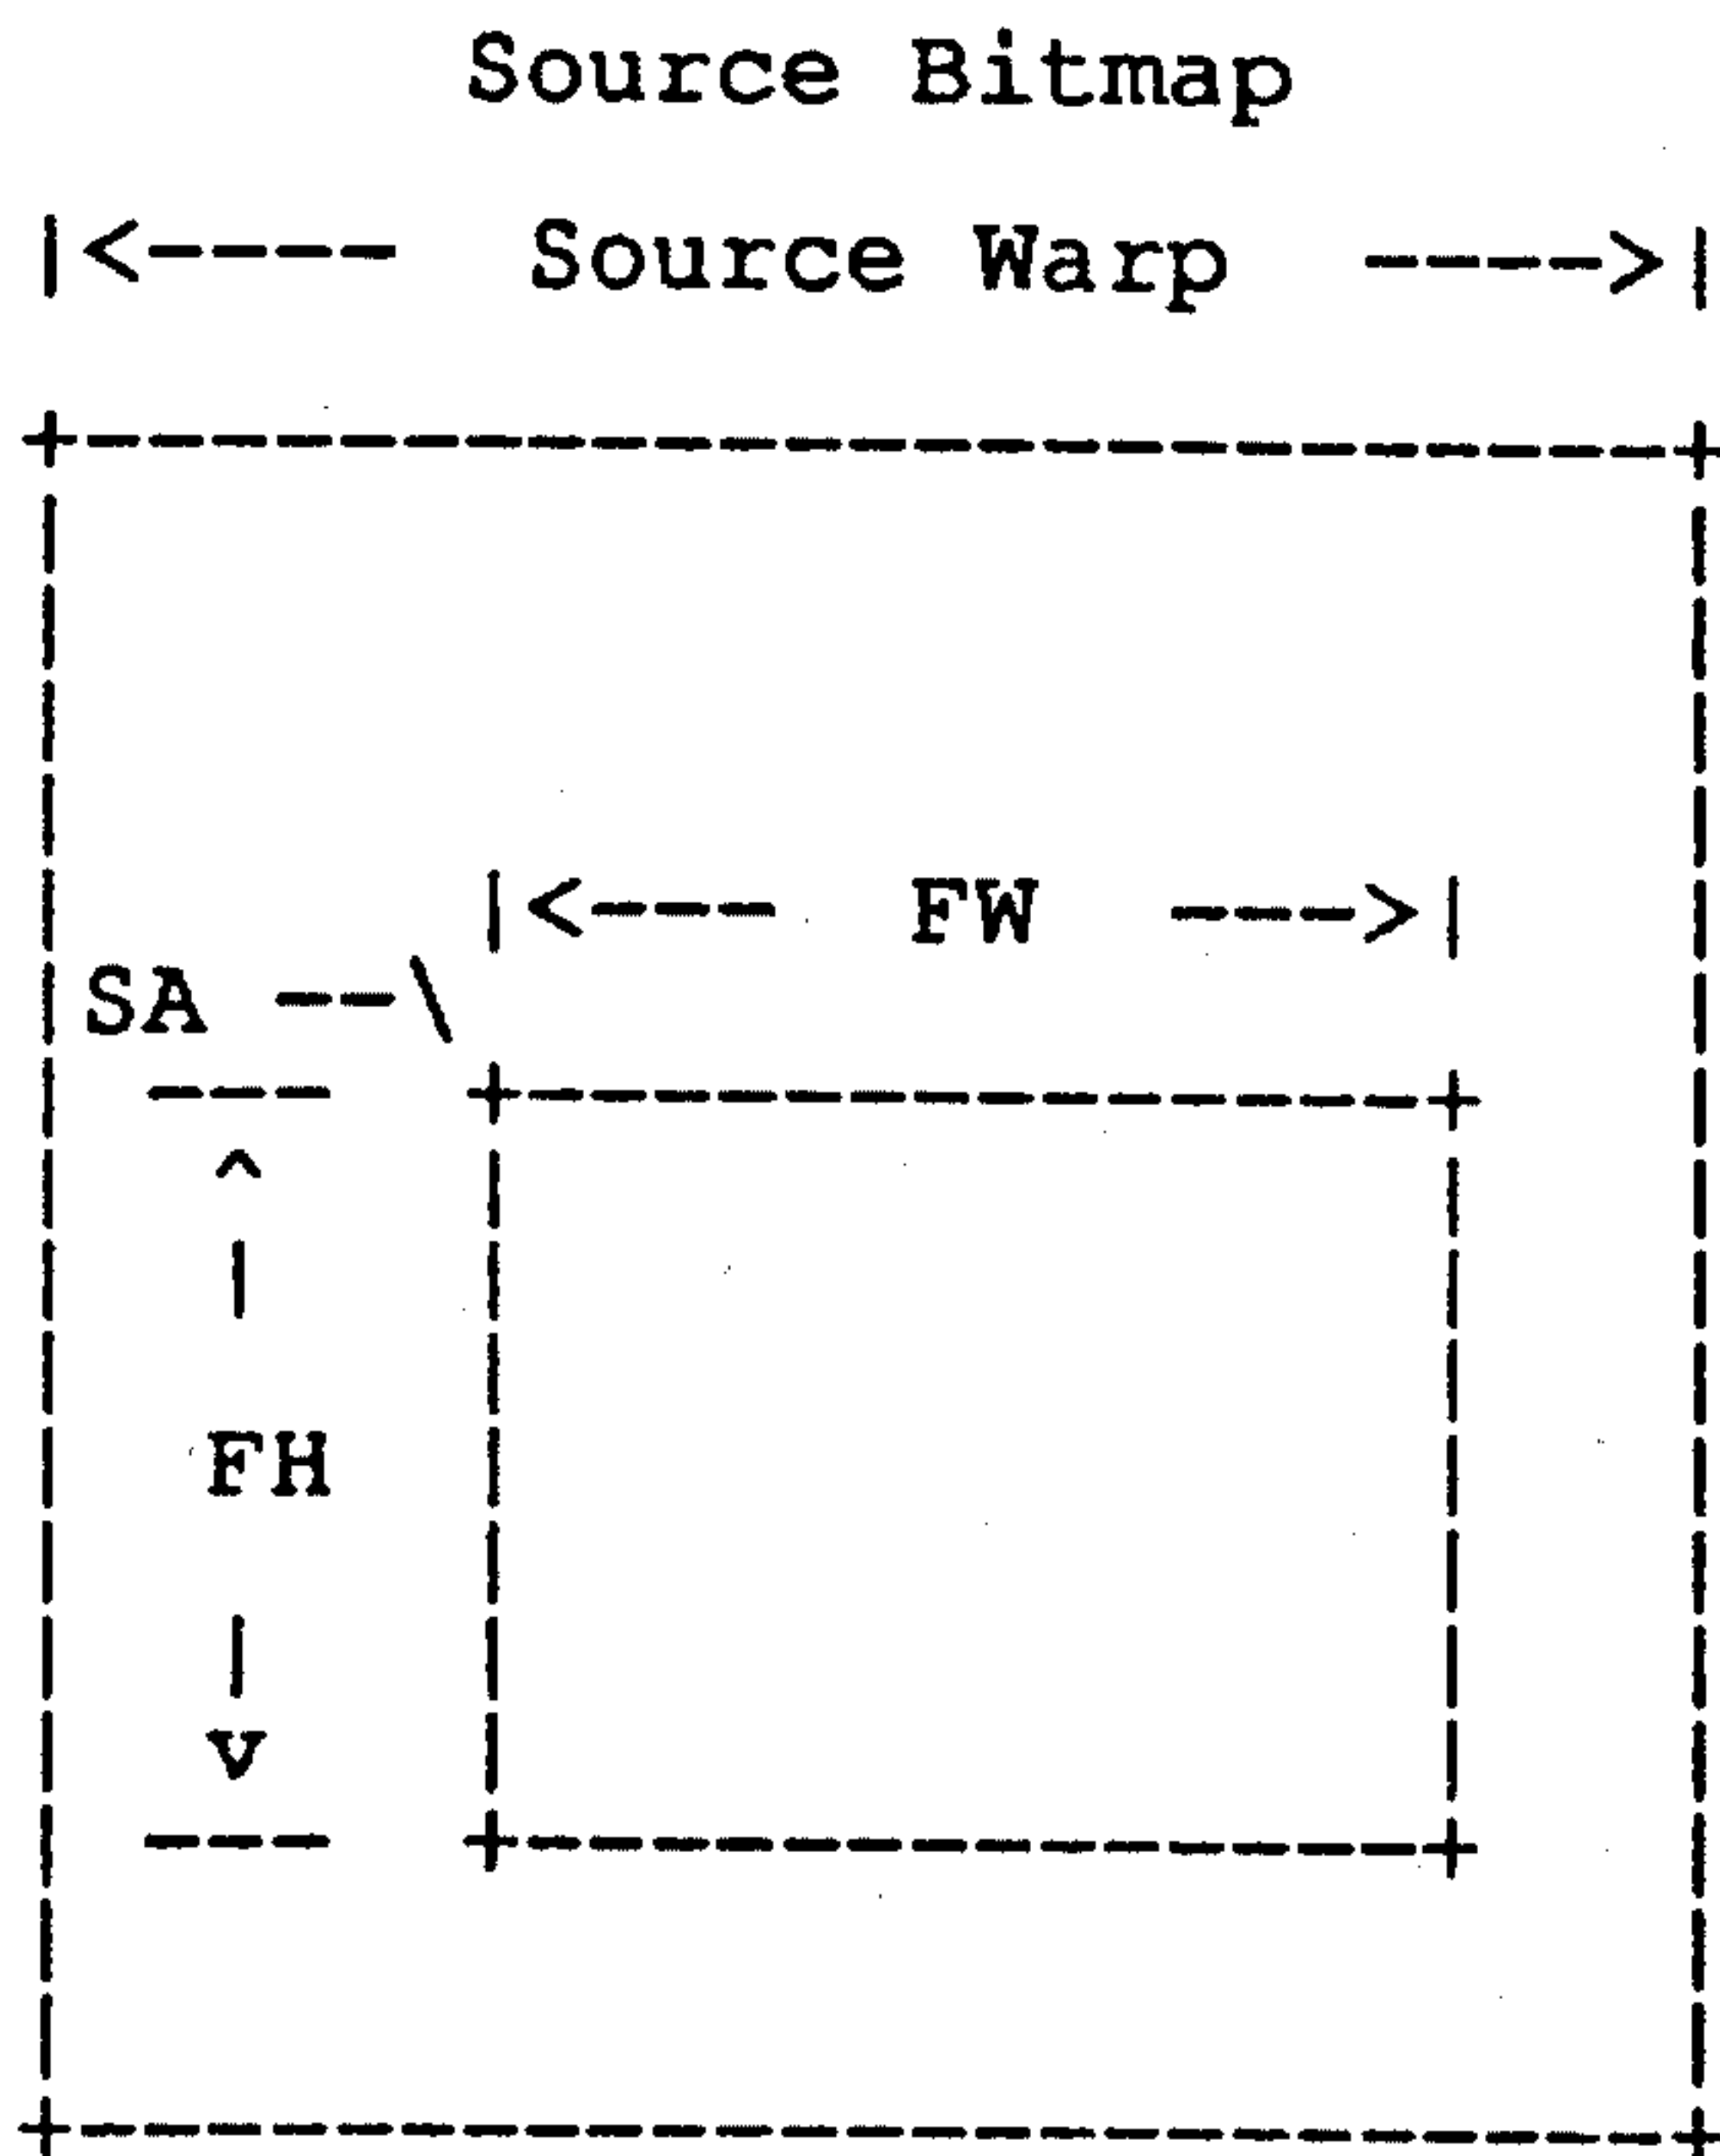 Source Bitmap
|<---- Source Warp ---->|
|<--- FW --->|
SA --\
FH
v